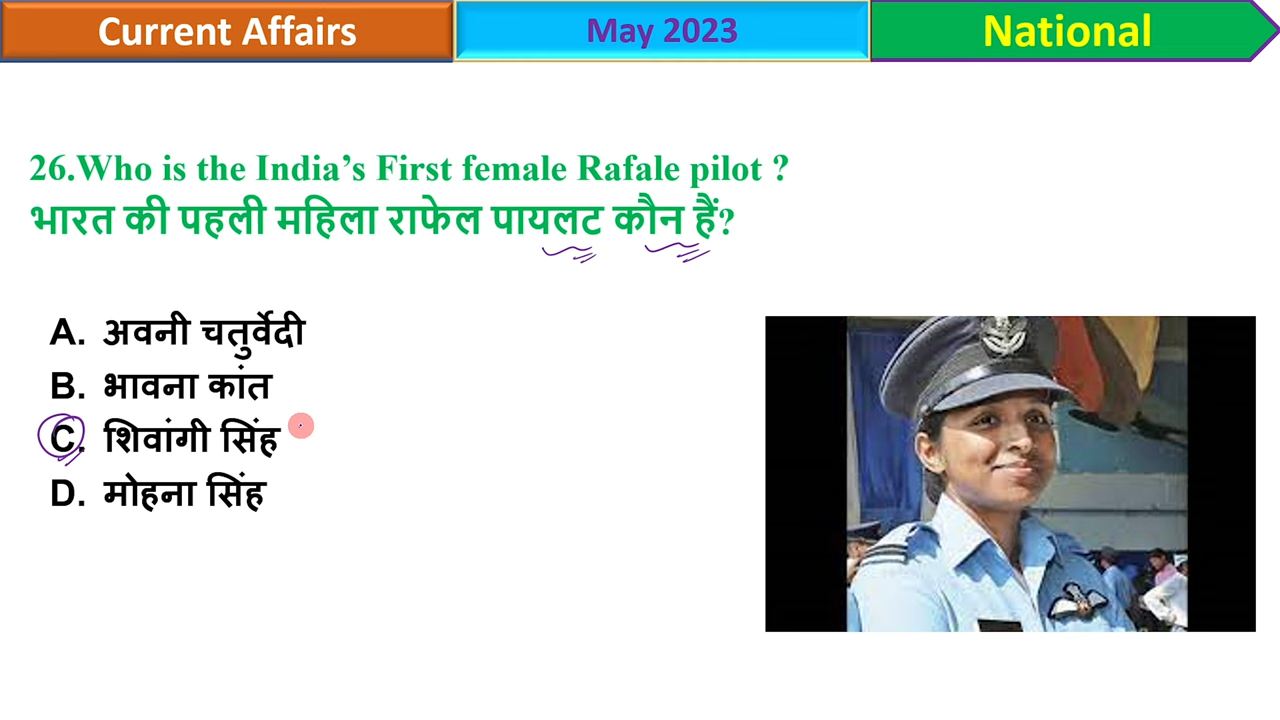 Current Affairs
May 2023
National
26.Who is the India’s First female Rafale pilot ?
भारत की पहली महिला राफेल पायलट कौन हैं?
A. अवनी चतुर्वेदी
B. भावना कांत
C. शिवांगी सिंह
D. मोहना सिंह